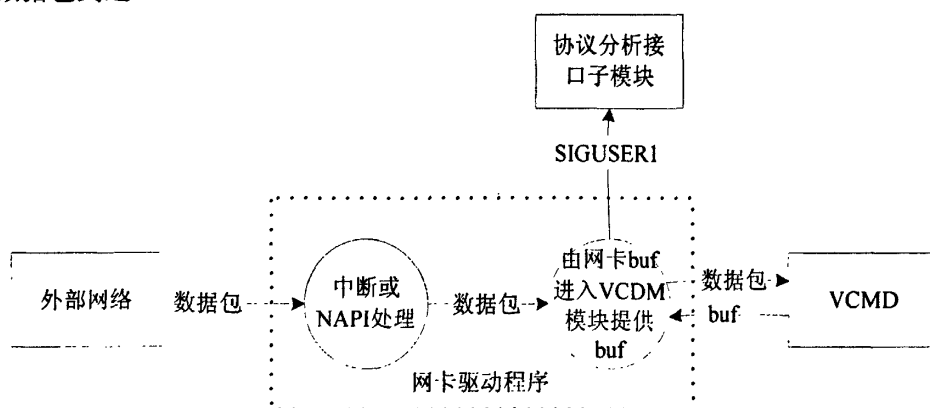 协议分析接
口子模块
SIGUSER1
外部网络
数据包
中断或
NAPI处理
数据包
由网卡buf
进入VCDM
模块提供
buf
数据包
buf
VCMD
网卡驱动程序